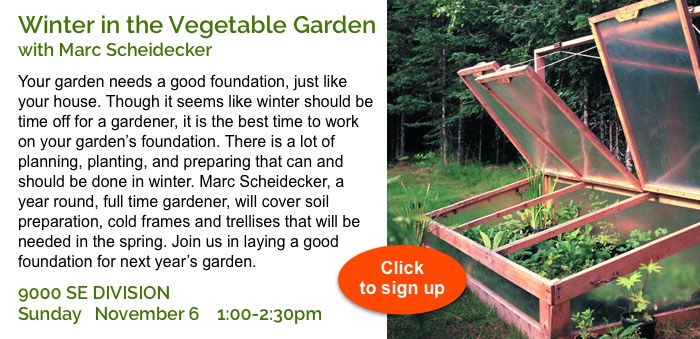 Winter in the Vegetable Garden
with Marc Scheidecker
Your garden needs a good foundation, just like
your house. Though it seems like winter should be
time off for a gardener, it is the best time to work
on your garden’s foundation. There is a lot of
planning, planting, and preparing that can and
should be done in winter. Marc Scheidecker, a
year round, full time gardener, will cover soil
preparation, cold frames and trellises that will be
needed in the spring. Join us in laying a good
foundation for next year’s garden.
Click
to sign up
9000 SE DIVISION
Sunday November 6 1:00-2:30pm